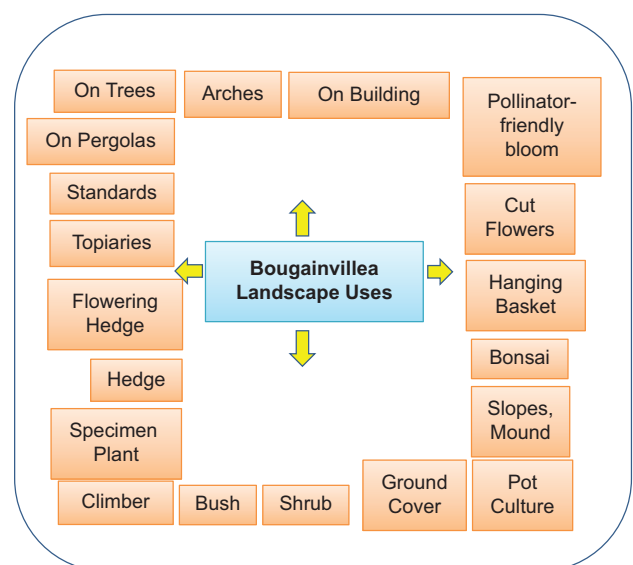 On Trees
Arches
On Building
Pollinator-
friendly
bloom
On Pergolas
Standards
Cut
Flowers
Topiaries
Bougainvillea
Landscape Uses
Hanging
Basket
Flowering
Hedge
Bonsai
Hedge
Slopes,
Mound
Specimen
Plant
Climber
Bush
Shrub
Ground
Cover
Pot
Culture